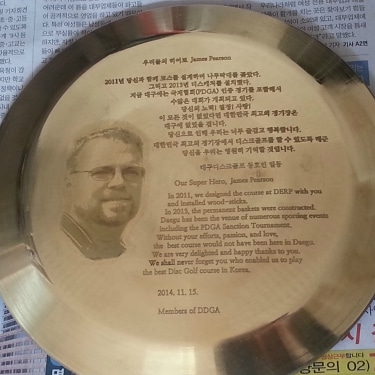 우리들의 히어로 James Pearson
2011년 당신과 함께 코스를 설계하며 나무막대를 꽂았다.
그리고 2013년 디스캐쳐를 설치했다.
지금 대구에는 국제협회(PDGA) 인증 경기를 포함해서
수많은 대회가 개최되고 있다.
당신의 노력! 열정! 사랑!
이 모든 것이 없었다면 대한민국 최고의 경기장은
대구에 없었을 겁니다.
당신으로 인해 우리는 너무 즐겁고 행복합니다.
대한민국 최고의 경기장에서 디스크골프를 할 수 있도록 해준
당신을 우리는 영원히 기억할 것입니다.
대구디스크골프 동호인 일동
Our Super Hero, James Pearson
In 2011, we designed the course at DERP with you
and installed wood-sticks.
In 2013, the permanent baskets were constructed.
Daegu has been the venue of numerous sporting events
including the PDGA Sanction Tournament.
Without your efforts, passion, and love,
the best course would not have been here in Daegu.
We are very delighted and happy thanks to you.
We shall never forget you who enabled us to play
the best Disc Golf course in Korea.
2014. 11. 15.
Members of DDGA